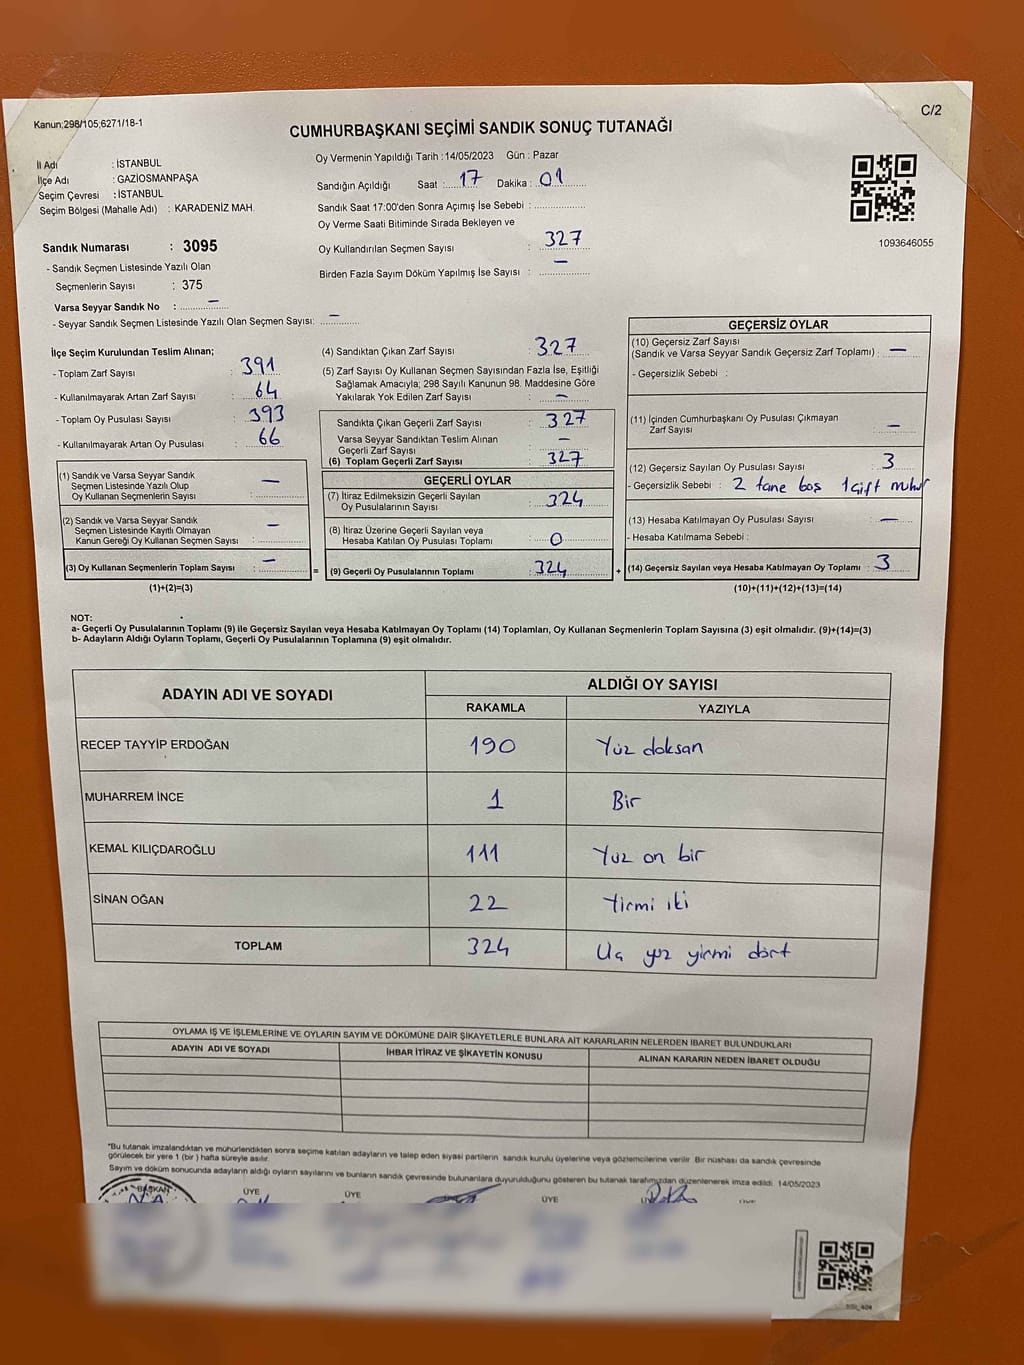 Kanun:298/105;6271/18-1
C/2
CUMHURBAŞKANI SEÇİMİ SANDIK SONUÇ TUTANAĞI
İl Adı : İSTANBUL
İlçe Adı : GAZİOSMANPAŞA
Seçim Çevresi : İSTANBUL
Seçim Bölgesi (Mahalle Adı) : KARADENİZ MAH.
Sandık Numarası : 3095
- Sandık Seçmen Listesinde Yazılı Olan
Seçmenlerin Sayısı : 375
Varsa Seyyar Sandık No : –
- Seyyar Sandık Seçmen Listesinde Yazılı Olan Seçmen Sayısı: –
Oy Vermenin Yapıldığı Tarih :14/05/2023 Gün : Pazar
Sandığın Açıldığı Saat : 17 Dakika : 01
Sandık Saat 17:00'den Sonra Açımış İse Sebebi :
Oy Verme Saati Bitiminde Sırada Bekleyen ve
Oy Kullandırılan Seçmen Sayısı : 327
Birden Fazla Sayım Döküm Yapılmış İse Sayısı : –
1093646055
İlçe Seçim Kurulundan Teslim Alınan;
- Toplam Zarf Sayısı : 391
- Kullanılmayarak Artan Zarf Sayısı : 64
- Toplam Oy Pusulası Sayısı : 393
- Kullanılmayarak Artan Oy Pusulası : 66
(1) Sandık ve Varsa Seyyar Sandık
Seçmen Listesinde Yazılı Olup
Oy Kullanan Seçmenlerin Sayısı : –
(2) Sandık ve Varsa Seyyar Sandık
Seçmen Listesinde Kayıtlı Olmayan
Kanun Gereği Oy Kullanan Seçmen Sayısı : –
(3) Oy Kullanan Seçmenlerin Toplam Sayısı : –
(1)+(2)=(3)
(4) Sandıktan Çıkan Zarf Sayısı : 327
(5) Zarf Sayısı Oy Kullanan Seçmen Sayısından Fazla İse, Eşitliği
Sağlamak Amacıyla; 298 Sayılı Kanunun 98. Maddesine Göre
Yakılarak Yok Edilen Zarf Sayısı : –
Sandıkta Çıkan Geçerli Zarf Sayısı : 327
Varsa Seyyar Sandıktan Teslim Alınan
Geçerli Zarf Sayısı : –
(6) Toplam Geçerli Zarf Sayısı : 327
GEÇERLİ OYLAR
(7) İtiraz Edilmeksizin Geçerli Sayılan
Oy Pusulalarının Sayısı : 324
(8) İtiraz Üzerine Geçerli Sayılan veya
Hesaba Katılan Oy Pusulası Toplamı : 0
= (9) Geçerli Oy Pusulalarının Toplamı : 324
GEÇERSİZ OYLAR
(10) Geçersiz Zarf Sayısı
(Sandık ve Varsa Seyyar Sandık Geçersiz Zarf Toplamı) : –
- Geçersizlik Sebebi :
(11) İçinden Cumhurbaşkanı Oy Pusulası Çıkmayan
Zarf Sayısı : –
(12) Geçersiz Sayılan Oy Pusulası Sayısı : 3
- Geçersizlik Sebebi : 2 tane boş 1 çift muhur
(13) Hesaba Katılmayan Oy Pusulası Sayısı : –
- Hesaba Katılmama Sebebi :
+ (14) Geçersiz Sayılan veya Hesaba Katılmayan Oy Toplamı : 3
(10)+(11)+(12)+(13)=(14)
NOT:
a- Geçerli Oy Pusulalarının Toplamı (9) ile Geçersiz Sayılan veya Hesaba Katılmayan Oy Toplamı (14) Toplamları, Oy Kullanan Seçmenlerin Toplam Sayısına (3) eşit olmalıdır. (9)+(14)=(3)
b- Adayların Aldığı Oyların Toplamı, Geçerli Oy Pusulalarının Toplamına (9) eşit olmalıdır.
ADAYIN ADI VE SOYADI ALDIĞI OY SAYISI
RAKAMLA YAZIYLA
RECEP TAYYİP ERDOĞAN 190 Yüz doksan
MUHARREM İNCE 1 Bir
KEMAL KILIÇDAROĞLU 111 Yüz on bir
SİNAN OĞAN 22 Yirmi iki
TOPLAM 324 Üç yüz yirmi dört
OYLAMA İŞ VE İŞLEMLERİNE VE OYLARIN SAYIM VE DÖKÜMÜNE DAİR ŞİKAYETLERLE BUNLARA AİT KARARLARIN NELERDEN İBARET BULUNDUKLARI
ADAYIN ADI VE SOYADI İHBAR İTİRAZ VE ŞİKAYETİN KONUSU ALINAN KARARIN NEDEN İBARET OLDUĞU
*Bu tutanak imzalandıktan ve mühürlendikten sonra seçime katılan adayların ve talep eden siyasi partilerin sandık kurulu üyelerine veya gözlemcilerine verilir. Bir nüshası da sandık çevresinde
görülecek bir yere 1 (bir) hafta süreyle asılır.
Sayım ve döküm sonucunda adayların aldığı oyların sayılarını ve bunların sandık çevresinde bulunanlara duyurulduğunu gösteren bu tutanak tarafımızdan düzenlenerek imza edildi. 14/05/2023
BAŞKAN ÜYE ÜYE ÜYE ÜYE ÜYE